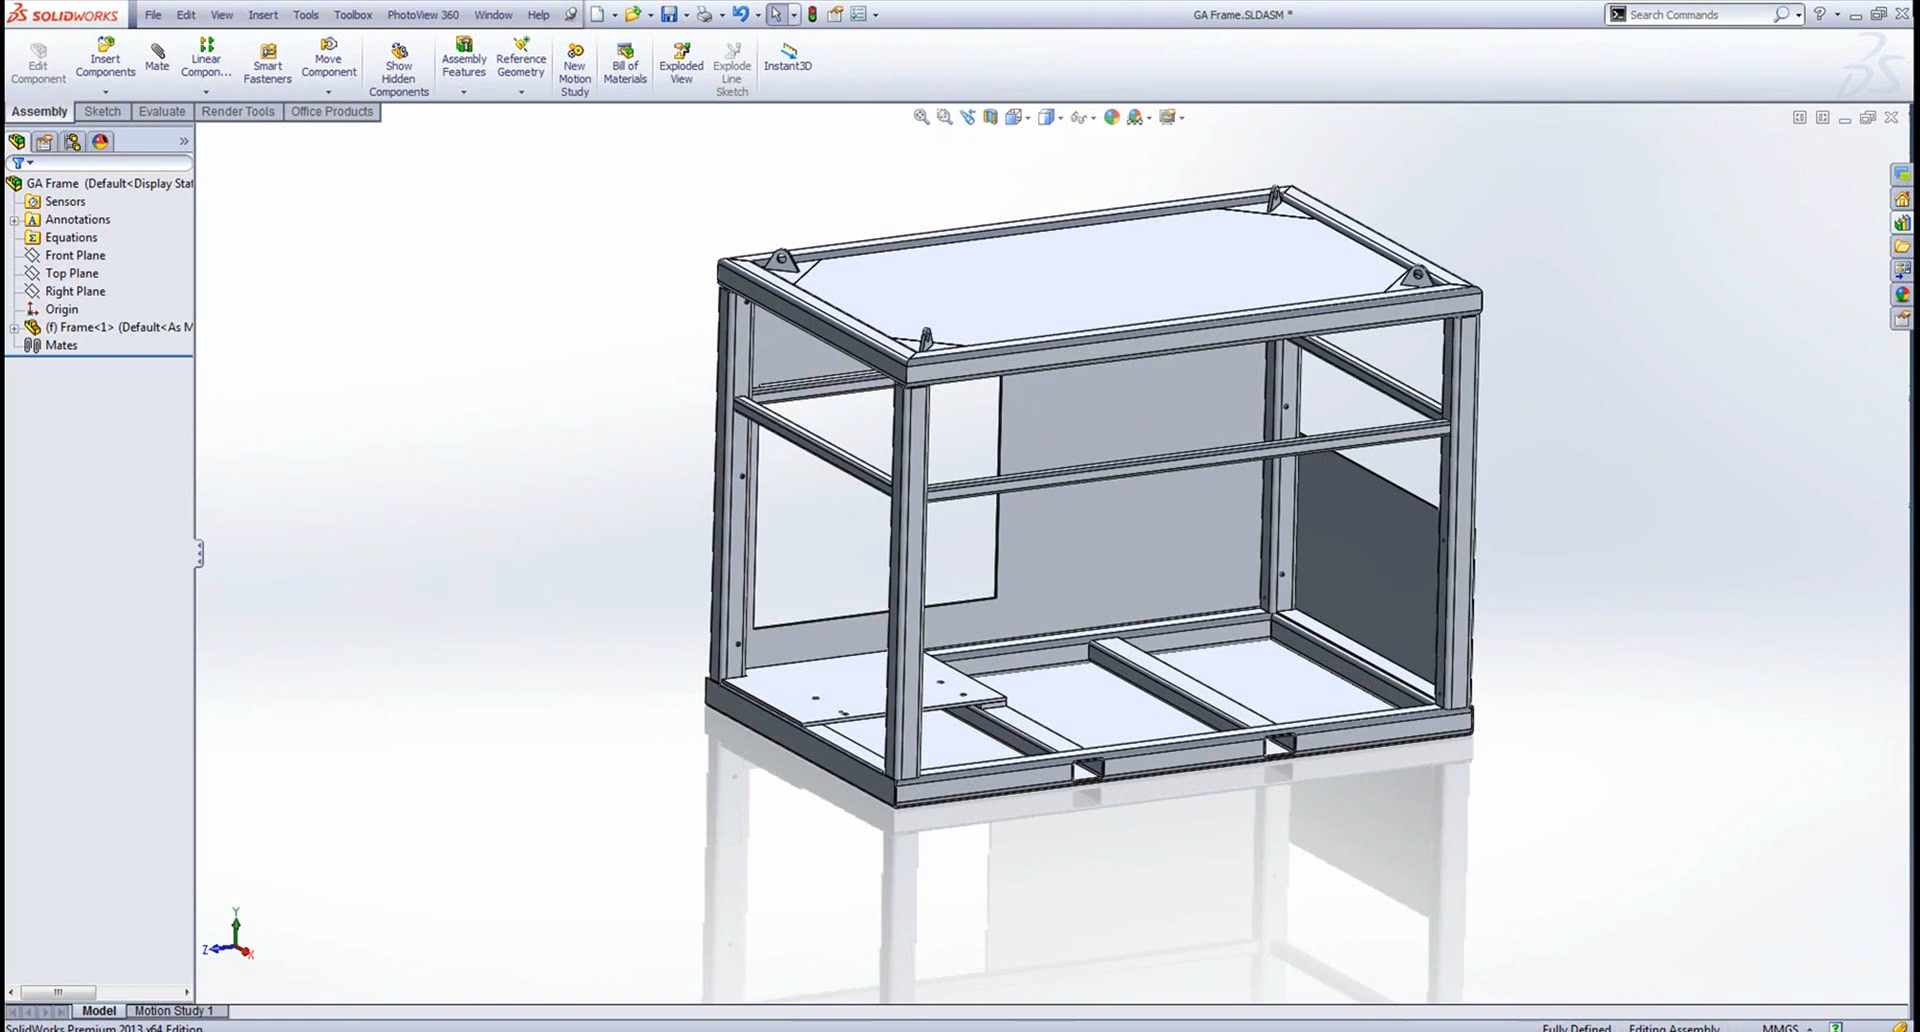 SOLIDWORKS File Edit View Insert Tools Toolbox PhotoView 360 Window Help GA Frame.SLDASM * Search Commands ?
Edit Component
Insert Components
Mate
Linear Compon...
Smart Fasteners
Move Component
Show Hidden Components
Assembly Features
Reference Geometry
New Motion Study
Bill of Materials
Exploded View
Explode Line Sketch
Instant3D
Assembly Sketch Evaluate Render Tools Office Products
GA Frame (Default<Display Stat
Sensors
Annotations
Equations
Front Plane
Top Plane
Right Plane
Origin
(f) Frame<1> (Default<As M
Mates
Y
Z
X
Model Motion Study 1
SolidWorks Premium 2013 x64 Edition Fully Defined Editing Assembly MMGS ?